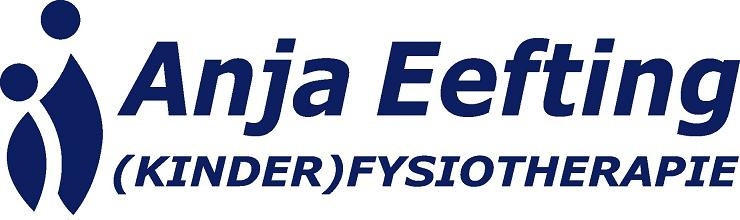 Anja Eefting
(KINDER)FYSIOTHERAPIE